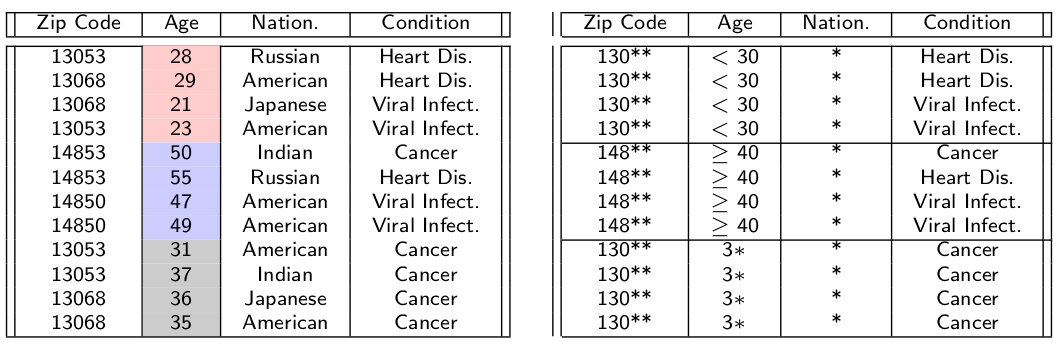 Zip Code Age Nation. Condition
13053 28 Russian Heart Dis.
13068 29 American Heart Dis.
13068 21 Japanese Viral Infect.
13053 23 American Viral Infect.
14853 50 Indian Cancer
14853 55 Russian Heart Dis.
14850 47 American Viral Infect.
14850 49 American Viral Infect.
13053 31 American Cancer
13053 37 Indian Cancer
13068 36 Japanese Cancer
13068 35 American Cancer
Zip Code Age Nation. Condition
130** < 30 * Heart Dis.
130** < 30 * Heart Dis.
130** < 30 * Viral Infect.
130** < 30 * Viral Infect.
148** ≥ 40 * Cancer
148** ≥ 40 * Heart Dis.
148** ≥ 40 * Viral Infect.
148** ≥ 40 * Viral Infect.
130** 3* * Cancer
130** 3* * Cancer
130** 3* * Cancer
130** 3* * Cancer